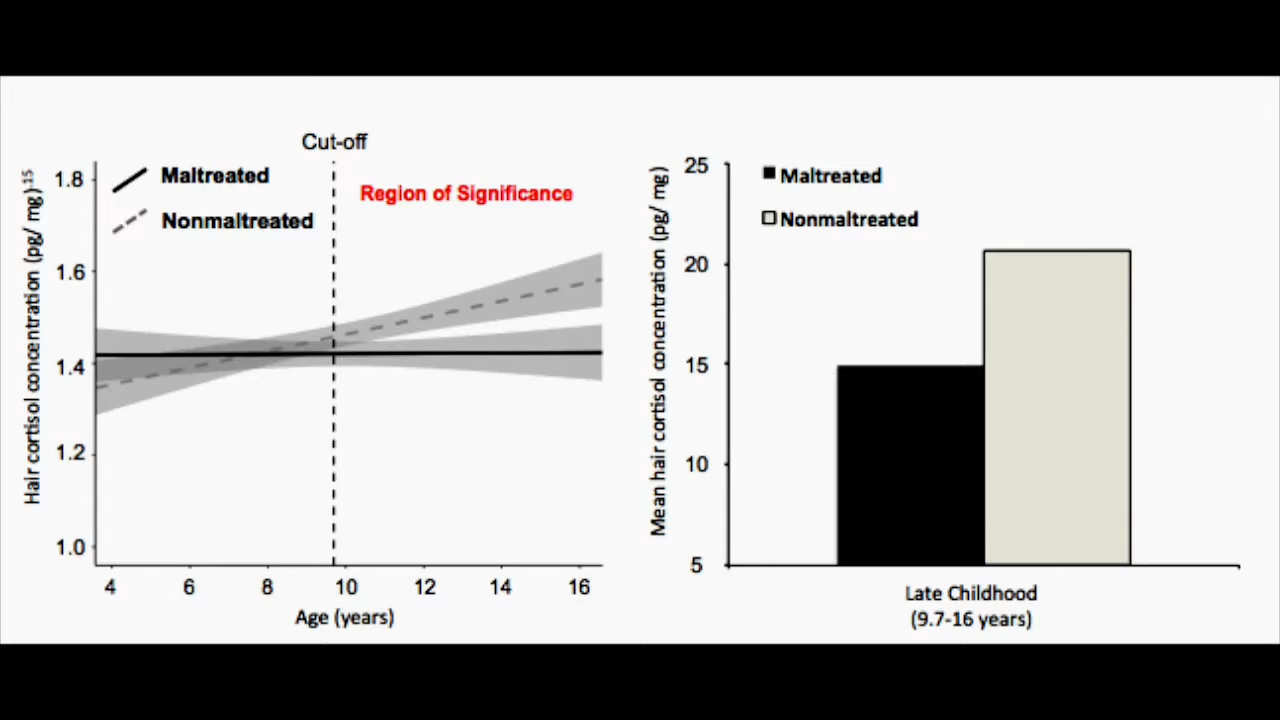 Cut-off
Maltreated
Nonmaltreated
Region of Significance
Hair cortisol concentration (pg/ mg).15
1.8
1.6
1.4
1.2
1.0
4 6 8 10 12 14 16
Age (years)
Mean hair cortisol concentration (pg/ mg)
25
20
15
10
5
Maltreated
Nonmaltreated
Late Childhood
(9.7-16 years)